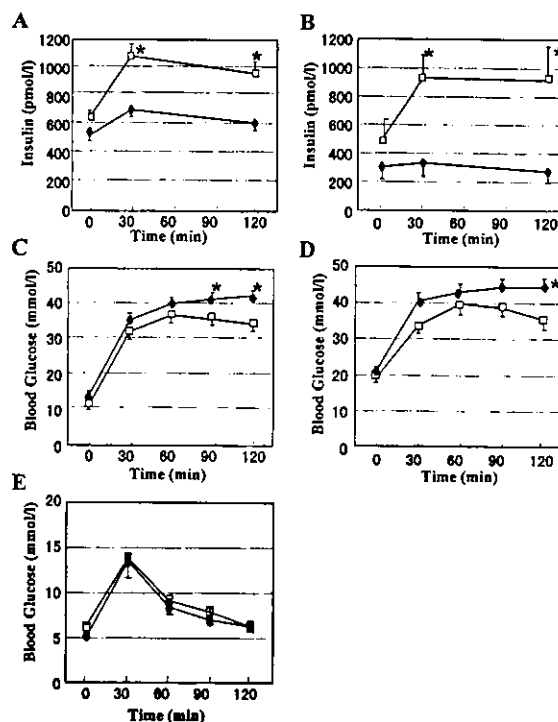 A
Insulin (pmol/l)
1200
1000
800
600
400
200
0
*
*
0 30 60 90 120
Time (min)
B
Insulin (pmol/l)
1200
1000
800
600
400
200
0
*
*
0 30 60 90 120
Time (min)
C
Blood Glucose (mmol/l)
50
40
30
20
10
0
* *
0 30 60 90 120
Time (min)
D
Blood Glucose (mmol/l)
50
40
30
20
10
0
*
0 30 60 90 120
Time (min)
E
Blood Glucose (mmol/l)
20
15
10
5
0
0 30 60 90 120
Time (min)